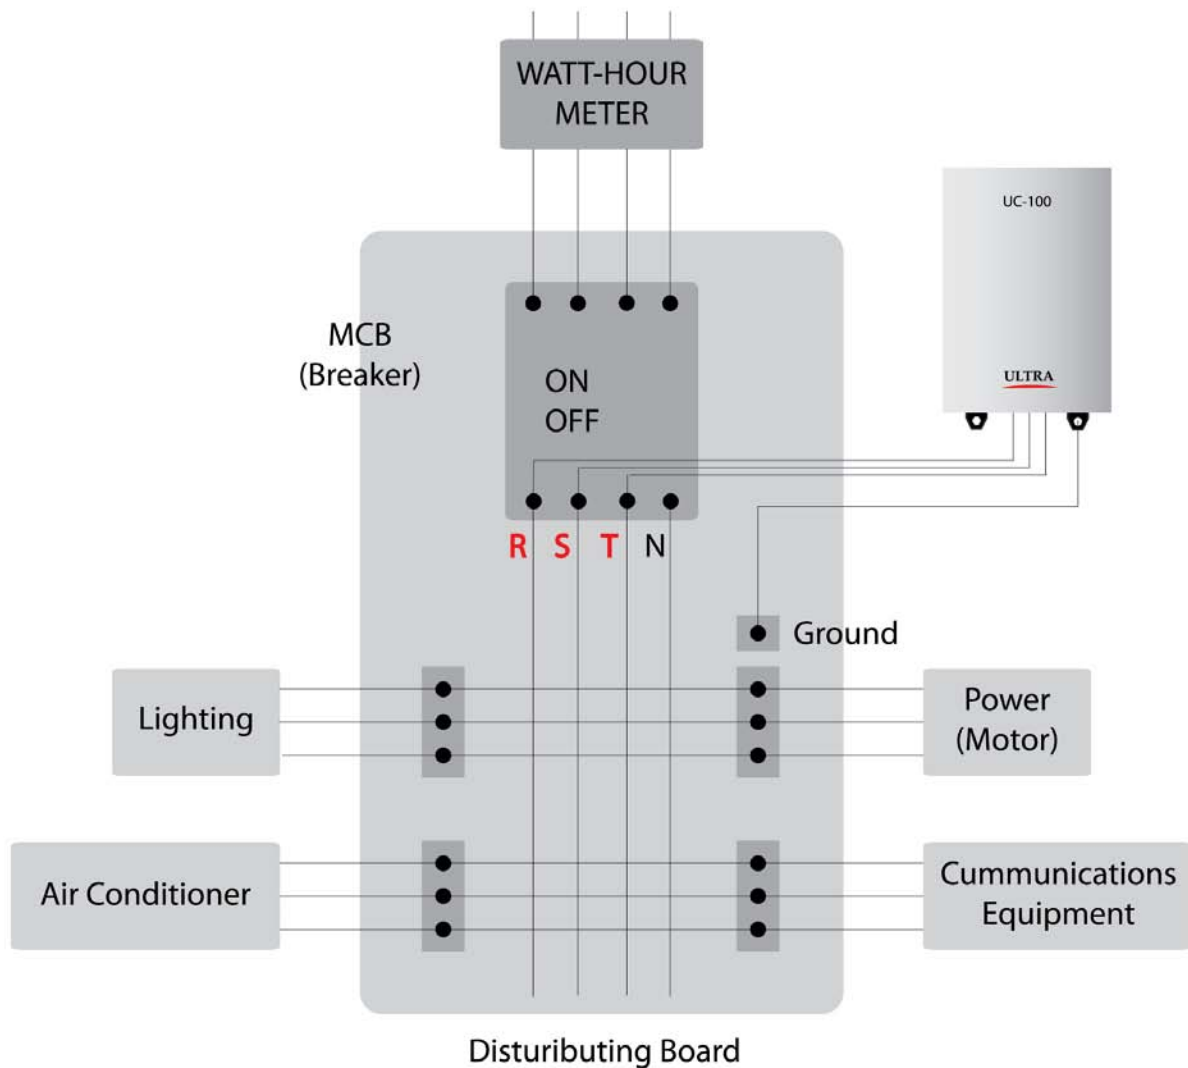 WATT-HOUR
METER
UC-100
MCB
(Breaker)
ON
OFF
ULTRA
R S T N
Ground
Lighting
Power
(Motor)
Air Conditioner
Cummunications
Equipment
Distuributing Board